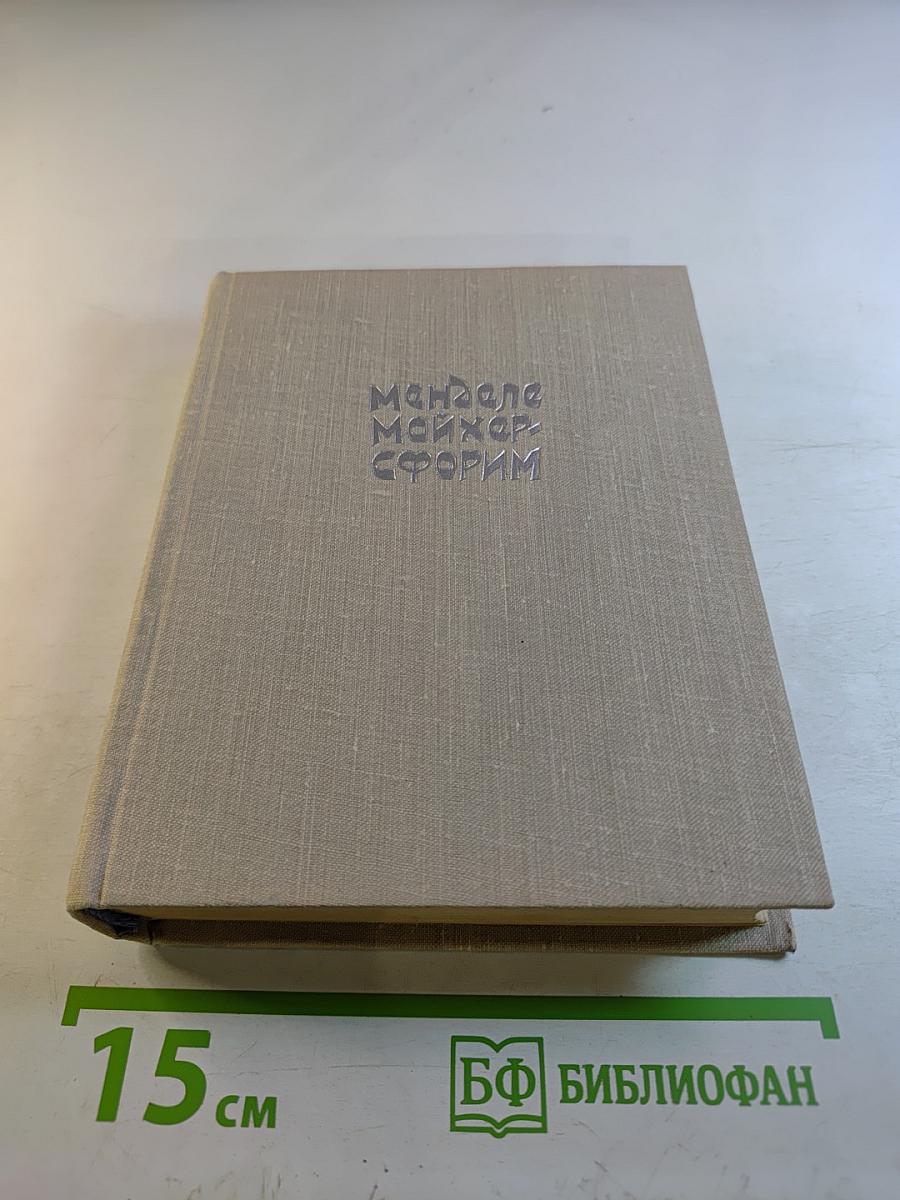 Менделе
Мойхер-
Сфорим
15 см
БФ БИБЛИОФАН